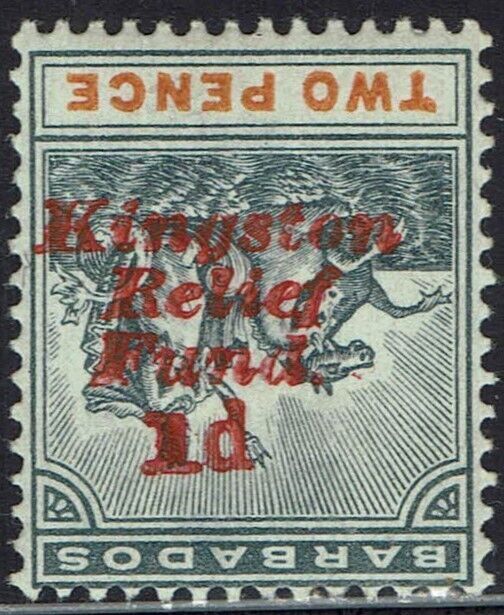 TWO PENCE
Kingston
Relief
Fund.
1d
BARBADOS